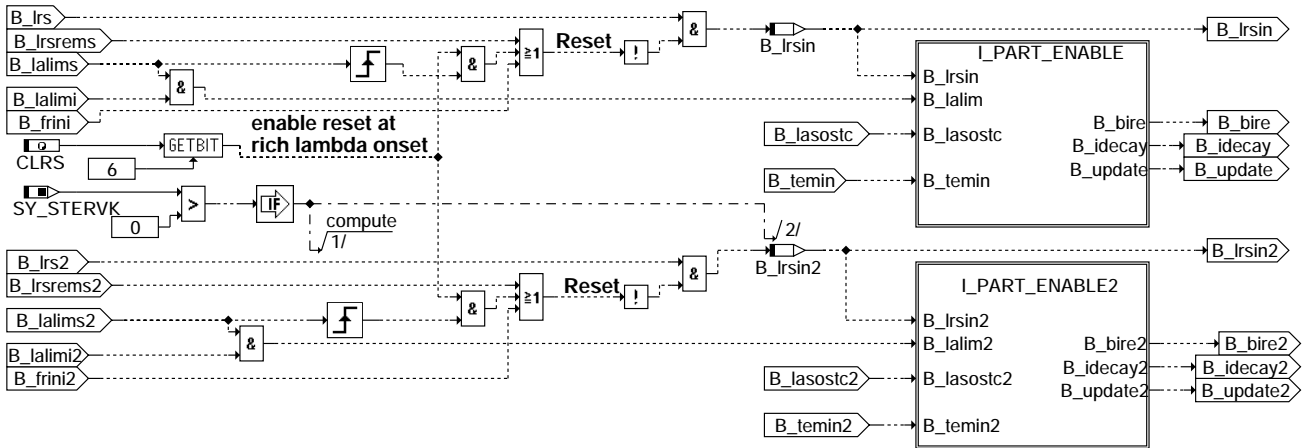 B_lrs
B_lrsrems
B_lalims
B_lalimi
B_frini
&
&
≥1
Reset
!
&
B_lrsin
B_lrsin
I_PART_ENABLE
B_lrsin
B_lalim
B_lasostc
B_lasostc
B_temin
B_temin
B_bire
B_bire
B_idecay
B_idecay
B_update
B_update
enable reset at
rich lambda onset
CLRS
GETBIT
6
SY_STERVK
0
>
IF
compute
1/
/2/
B_lrs2
B_lrsrems2
B_lalims2
B_lalimi2
B_frini2
&
&
≥1
Reset
!
&
B_lrsin2
B_lrsin2
I_PART_ENABLE2
B_lrsin2
B_lalim2
B_lasostc2
B_lasostc2
B_temin2
B_temin2
B_bire2
B_bire2
B_idecay2
B_idecay2
B_update2
B_update2